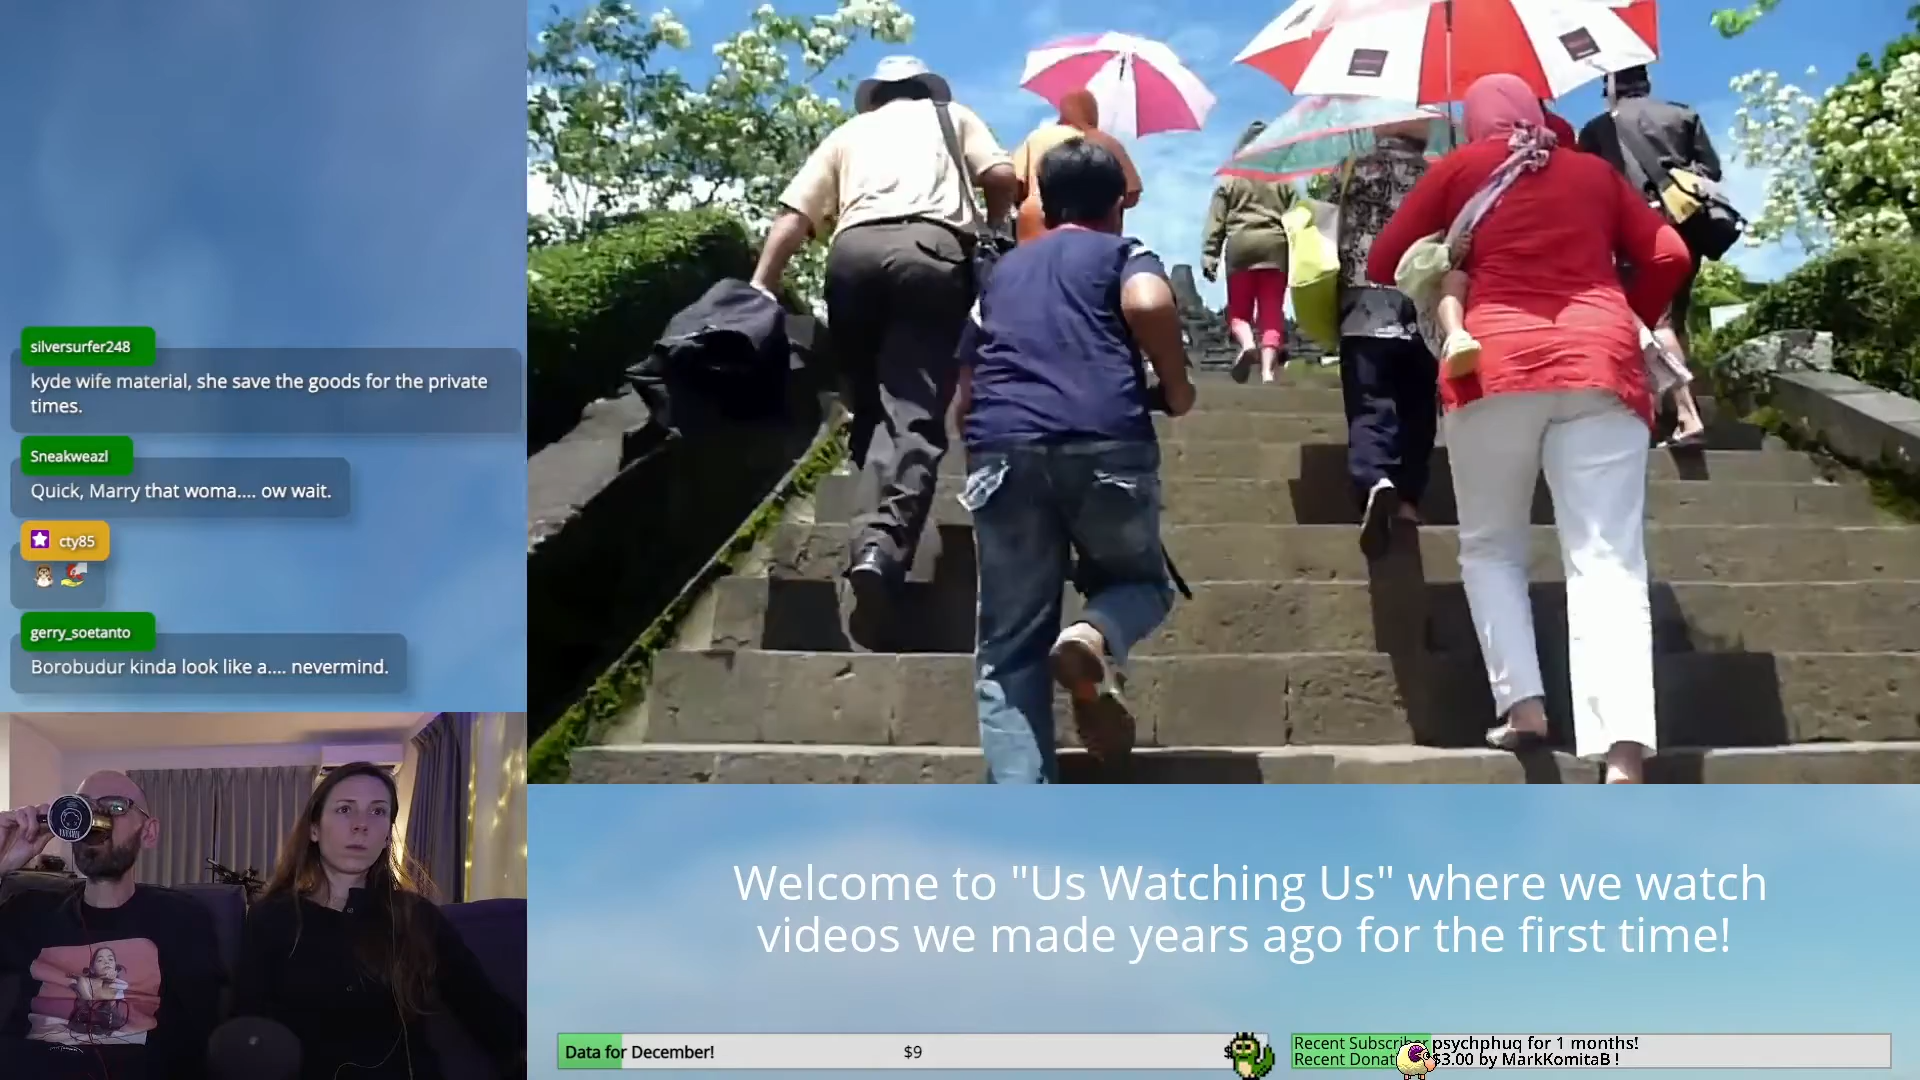 silversurfer248
kyde wife material, she save the goods for the private
times.
Sneakweazl
Quick, Marry that woma.... ow wait.
cty85
gerry_soetanto
Borobudur kinda look like a.... nevermind.
Welcome to "Us Watching Us" where we watch
videos we made years ago for the first time!
Data for December!
$9
Recent Subscriber psychphuq for 1 months!
Recent Donat $3.00 by MarkKomitaB !